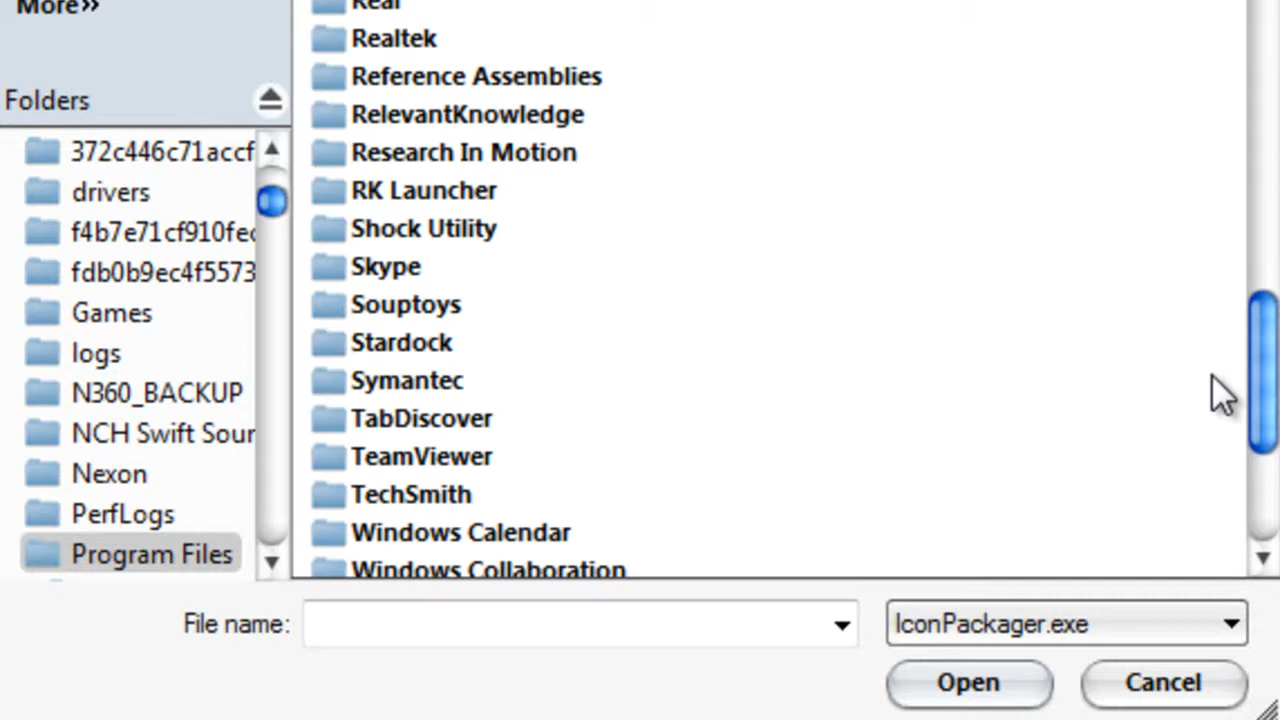 More»
Folders
372c446c71accf
drivers
f4b7e71cf910fec
fdb0b9ec4f5573
Games
logs
N360_BACKUP
NCH Swift Sour
Nexon
PerfLogs
Program Files
Real
Realtek
Reference Assemblies
RelevantKnowledge
Research In Motion
RK Launcher
Shock Utility
Skype
Souptoys
Stardock
Symantec
TabDiscover
TeamViewer
TechSmith
Windows Calendar
Windows Collaboration
File name:
IconPackager.exe
Open
Cancel